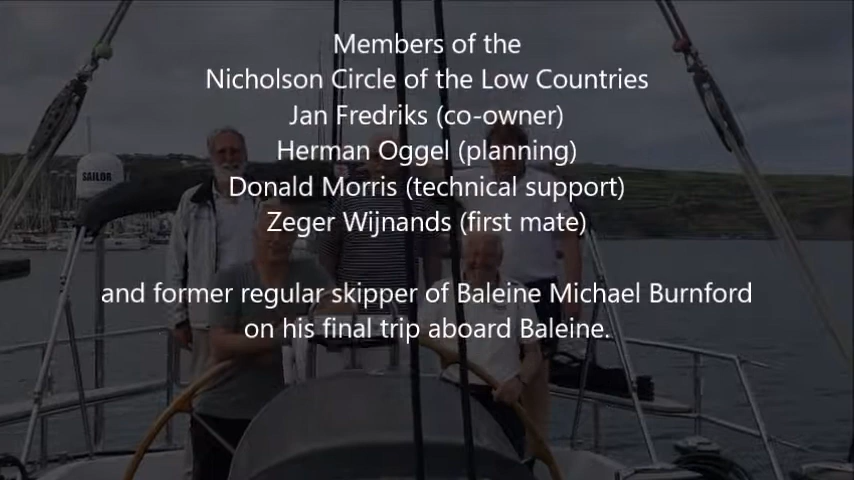 Members of the
Nicholson Circle of the Low Countries
Jan Fredriks (co-owner)
Herman Oggel (planning)
Donald Morris (technical support)
Zeger Wijnands (first mate)
and former regular skipper of Baleine Michael Burnford
on his final trip aboard Baleine.
SAILOR